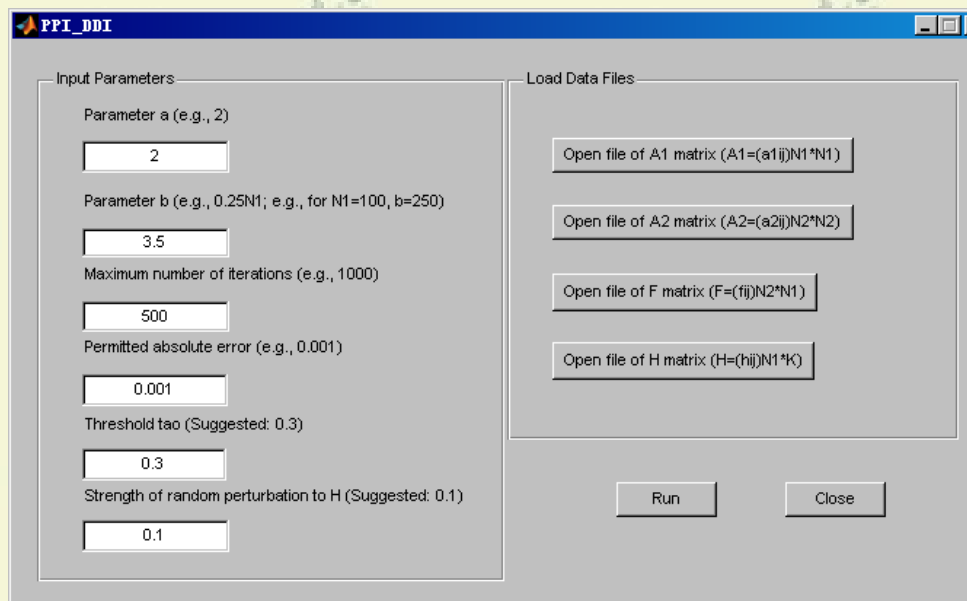 PPI_DDI
Input Parameters
Parameter a (e.g., 2)
2
Parameter b (e.g., 0.25N1; e.g., for N1=100, b=250)
3.5
Maximum number of iterations (e.g., 1000)
500
Permitted absolute error (e.g., 0.001)
0.001
Threshold tao (Suggested: 0.3)
0.3
Strength of random perturbation to H (Suggested: 0.1)
0.1
Load Data Files
Open file of A1 matrix (A1=(a1ij)N1*N1)
Open file of A2 matrix (A2=(a2ij)N2*N2)
Open file of F matrix (F=(fij)N2*N1)
Open file of H matrix (H=(hij)N1*K)
Run
Close